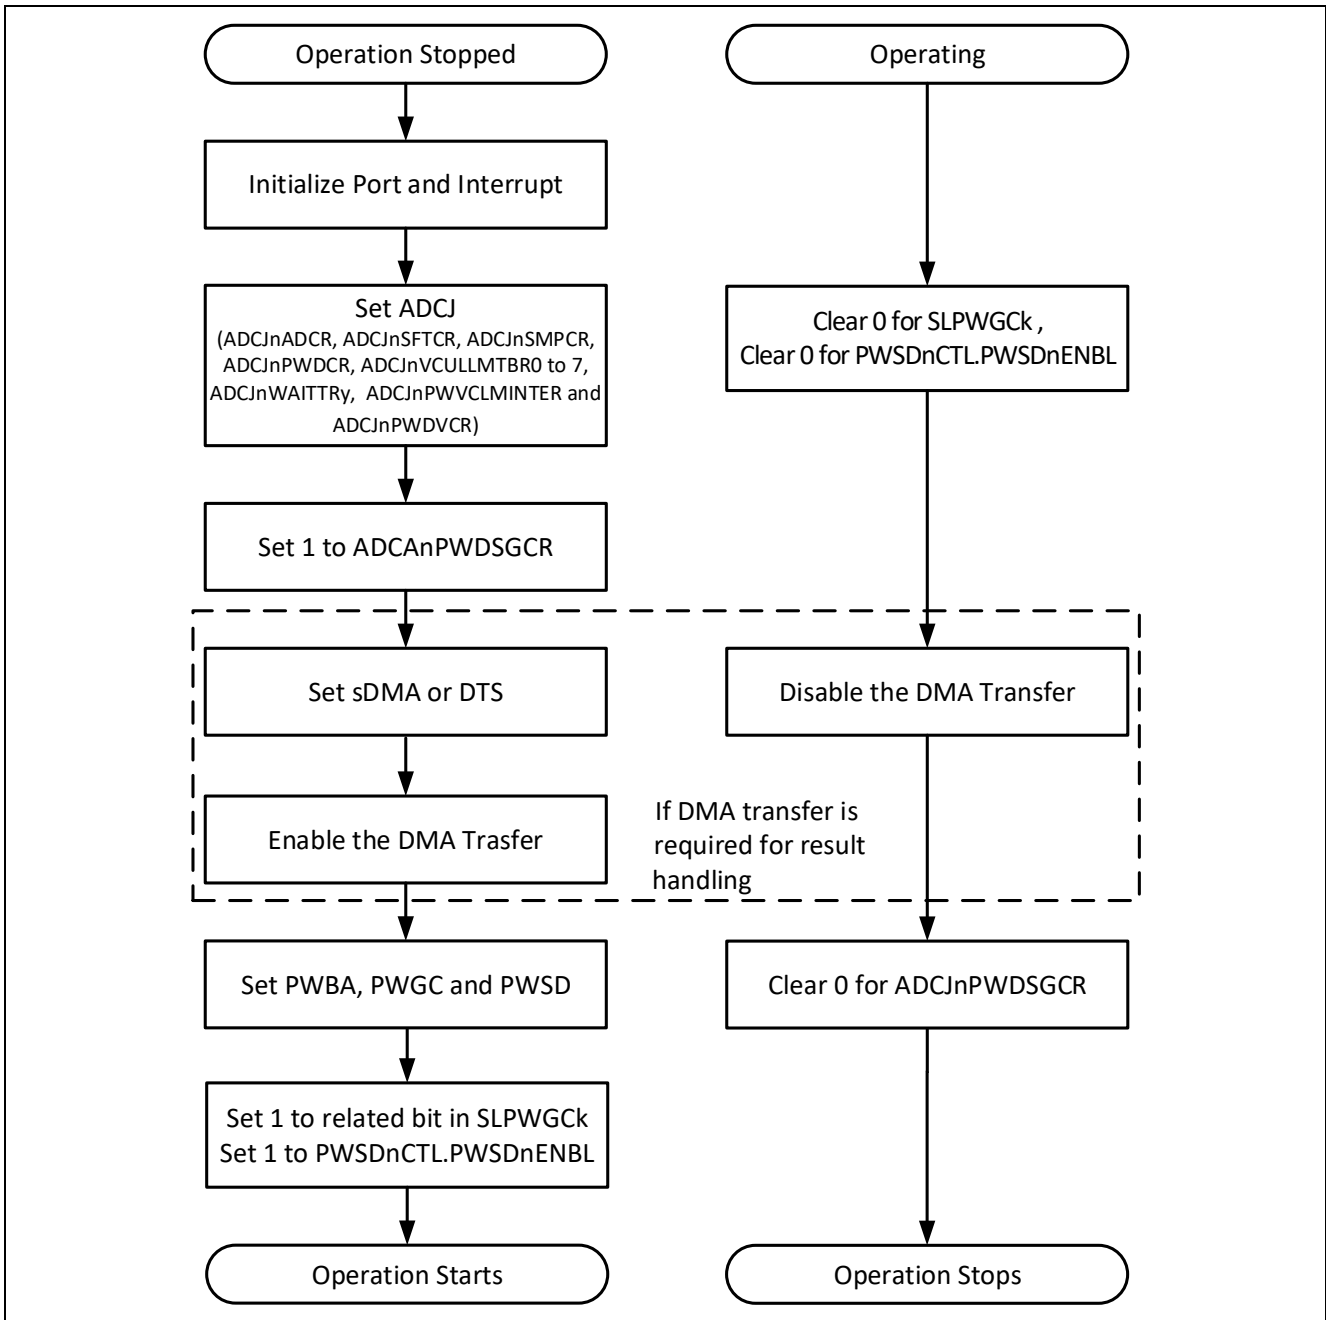 Operation Stopped
Initialize Port and Interrupt
Set ADCJ
(ADCJnADCR, ADCJnSFTCR, ADCJnSMPCR,
ADCJnPWDCR, ADCJnVCULLMTBR0 to 7,
ADCJnWAITTRy, ADCJnPWVCLMINTER and
ADCJnPWDVCR)
Set 1 to ADCAnPWDSGCR
Set sDMA or DTS
Enable the DMA Trasfer
Set PWBA, PWGC and PWSD
Set 1 to related bit in SLPWGCk
Set 1 to PWSDnCTL.PWSDnENBL
Operation Starts
Operating
Clear 0 for SLPWGCk ,
Clear 0 for PWSDnCTL.PWSDnENBL
Disable the DMA Transfer
If DMA transfer is
required for result
handling
Clear 0 for ADCJnPWDSGCR
Operation Stops